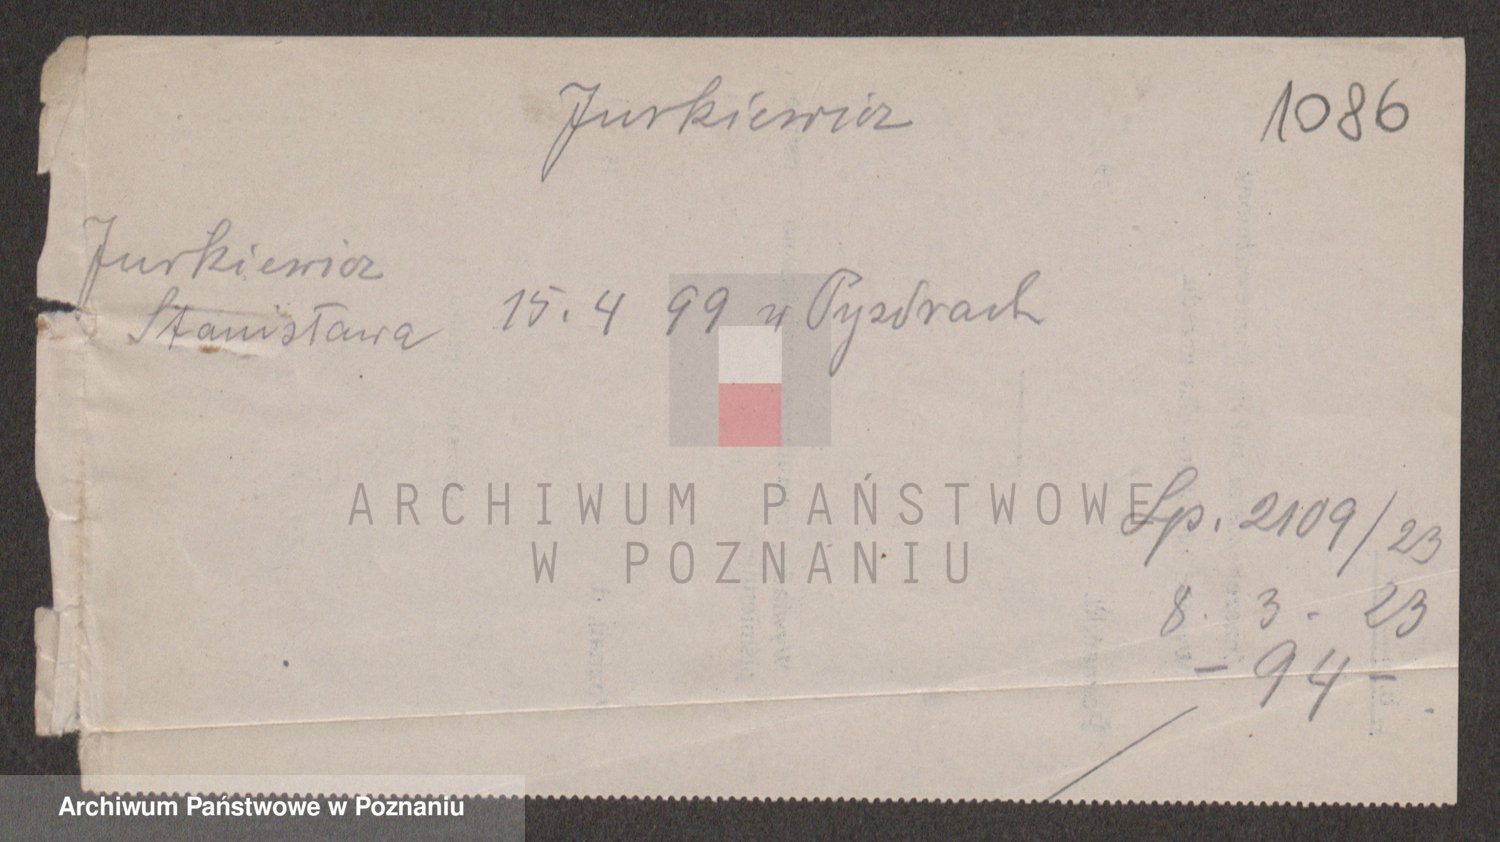 Jurkiewicz
1086
Jurkiewicz
Stanisława 15.4 99 w Pyzdrach
ARCHIWUM PAŃSTWOWE
W POZNANIU
Lp. 2109/23
8. 3. 23
- 94 -
Archiwum Państwowe w Poznaniu